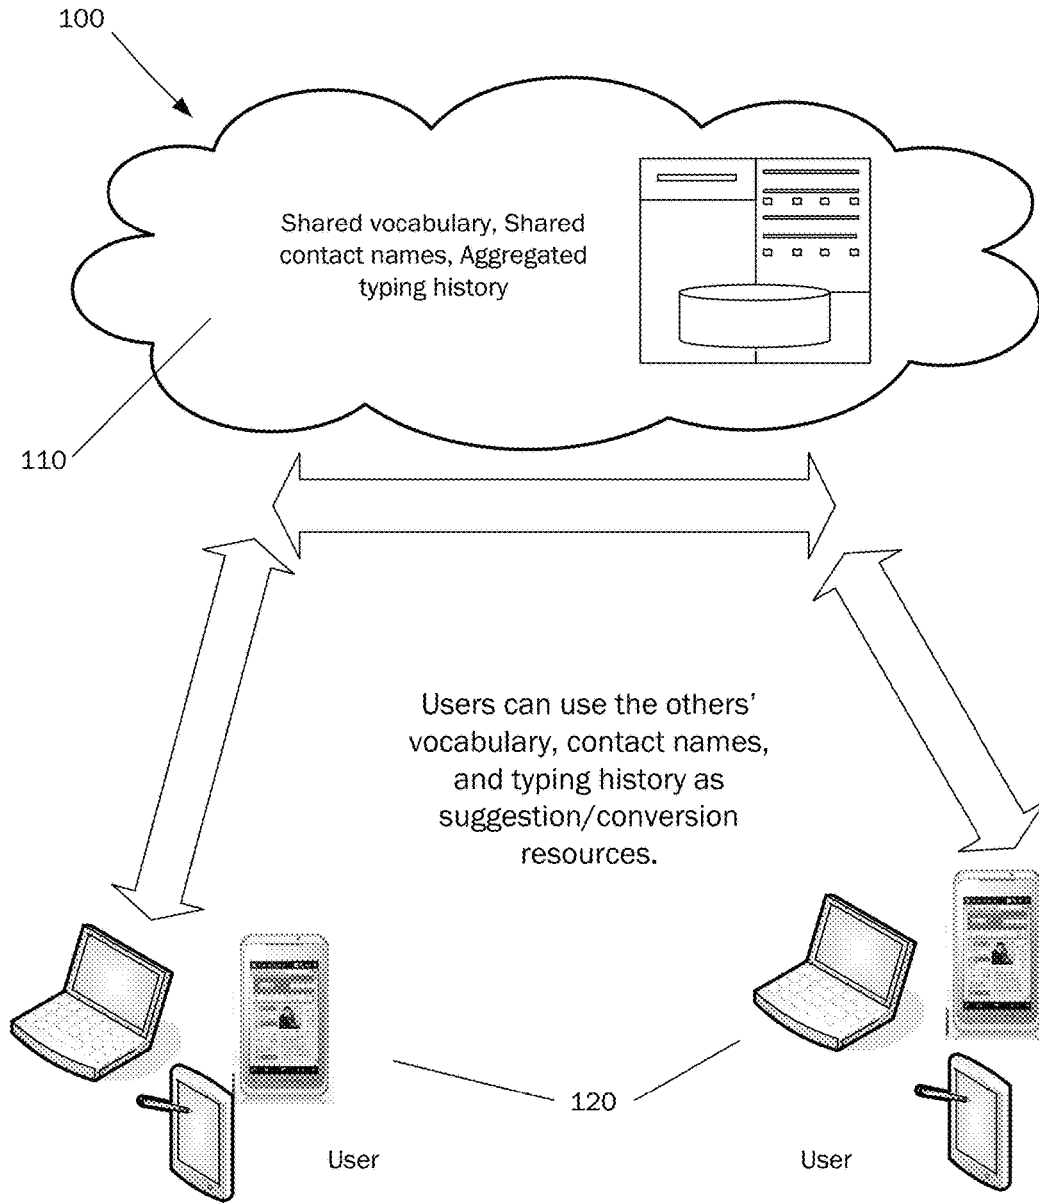 100
Shared vocabulary, Shared
contact names, Aggregated
typing history
110
Users can use the others’
vocabulary, contact names,
and typing history as
suggestion/conversion
resources.
120
User
User